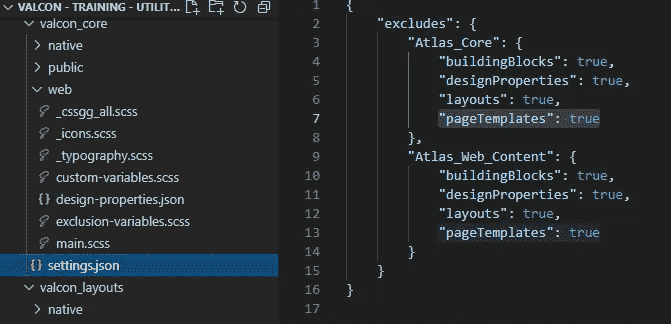 VALCON - TRAINING - UTILIT...
valcon_core
native
public
web
_cssgg_all.scss
_icons.scss
_typography.scss
custom-variables.scss
{} design-properties.json
exclusion-variables.scss
main.scss
{} settings.json
valcon_layouts
native
1 {
2 "excludes": {
3 "Atlas_Core": {
4 "buildingBlocks": true,
5 "designProperties": true,
6 "layouts": true,
7 "pageTemplates": true
8 },
9 "Atlas_Web_Content": {
10 "buildingBlocks": true,
11 "designProperties": true,
12 "layouts": true,
13 "pageTemplates": true
14 }
15 }
16 }
17